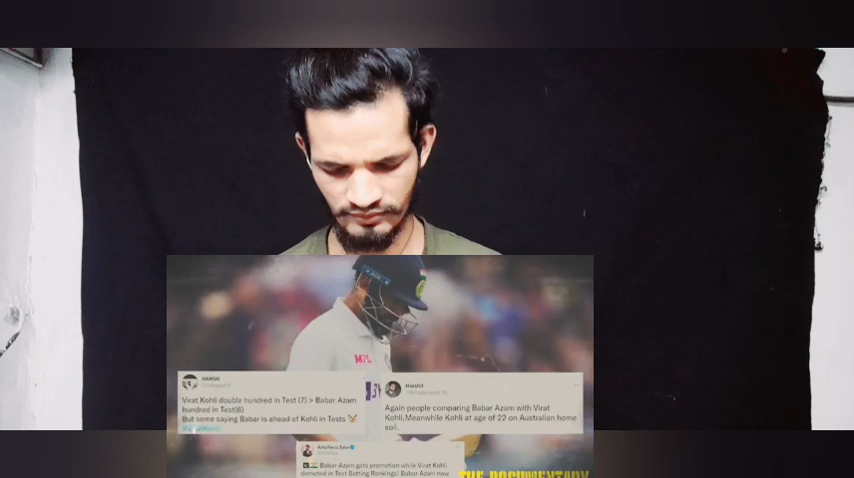 MRL
HARSH
Virat Kohli double hundred in Test (7) > Babar Azam
hundred in Test(6)
But some saying Babar is ahead of Kohli in Tests
Harshit
Again people comparing Babar Azam with Virat
Kohli,Meanwhile Kohli at age of 22 on Australian home
soil.
Babar Azam gets promotion while Virat Kohli
demoted in Test Batting Rankings! Babar Azam now
THE DOCUMENTARY